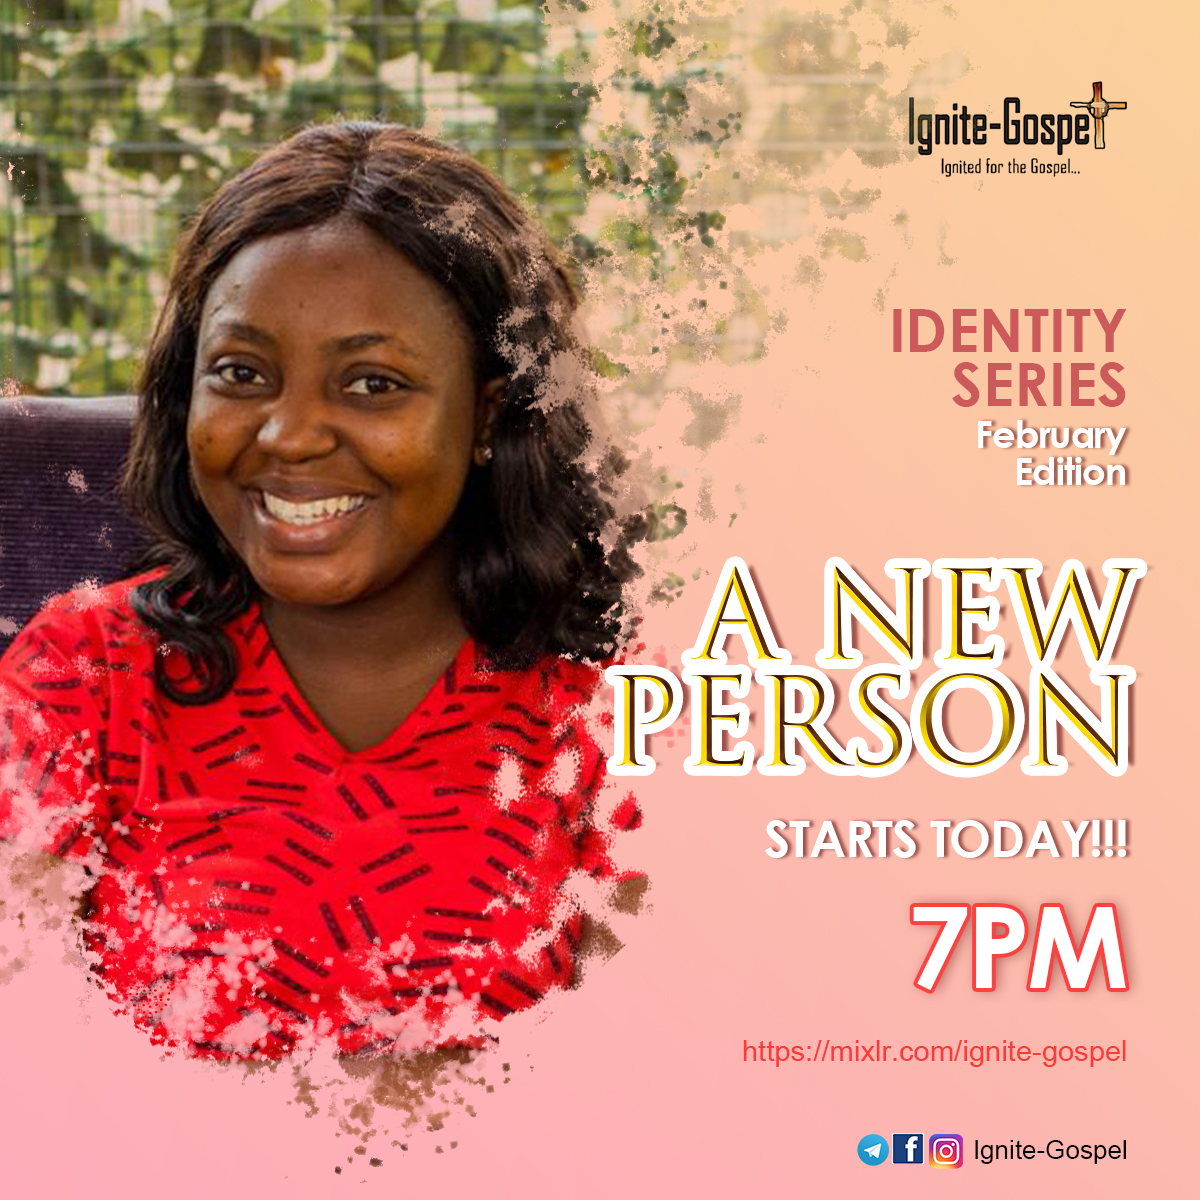 Ignite-Gospel
Ignited for the Gospel...
IDENTITY
SERIES
February
Edition
A NEW
PERSON
STARTS TODAY!!!
7PM
https://mixlr.com/ignite-gospel
Ignite-Gospel